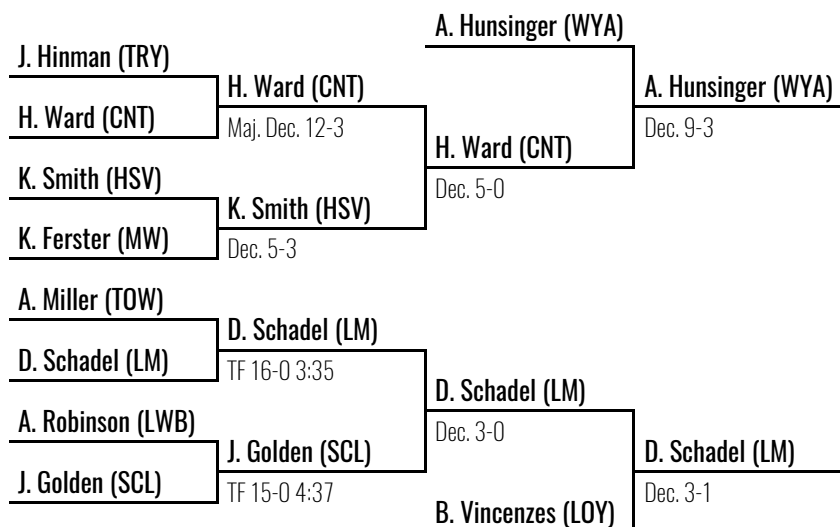 J. Hinman (TRY)
H. Ward (CNT)
K. Smith (HSV)
K. Ferster (MW)
A. Miller (TOW)
D. Schadel (LM)
A. Robinson (LWB)
J. Golden (SCL)
H. Ward (CNT)
Maj. Dec. 12-3
K. Smith (HSV)
Dec. 5-3
D. Schadel (LM)
TF 16-0 3:35
J. Golden (SCL)
TF 15-0 4:37
A. Hunsinger (WYA)
H. Ward (CNT)
Dec. 5-0
D. Schadel (LM)
Dec. 3-0
B. Vincenzes (LOY)
A. Hunsinger (WYA)
Dec. 9-3
D. Schadel (LM)
Dec. 3-1